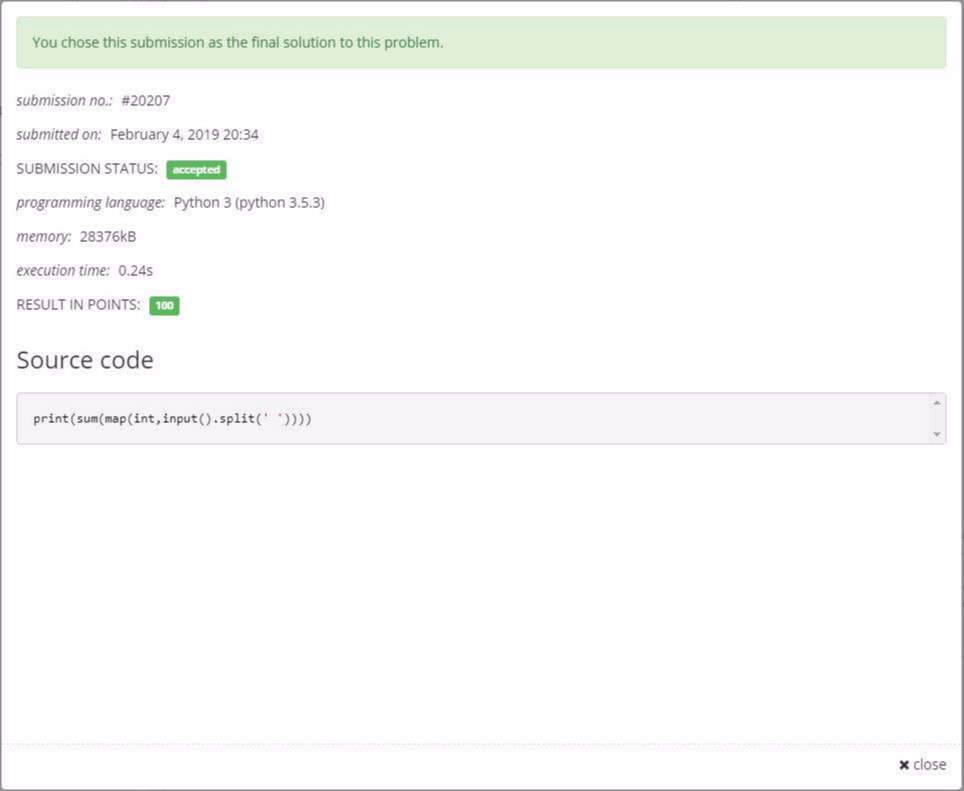 You chose this submission as the final solution to this problem.
submission no.: #20207
submitted on: February 4, 2019 20:34
SUBMISSION STATUS: accepted
programming language: Python 3 (python 3.5.3)
memory: 28376kB
execution time: 0.24s
RESULT IN POINTS: 100
Source code
print(sum(map(int,input().split(' '))))
✖ close